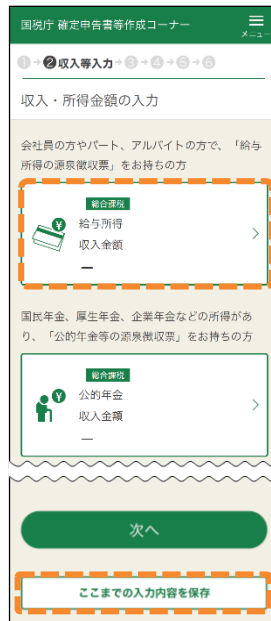 国税庁 確定申告書等作成コーナー
メニュー
1→2収入等入力→3→4→5→6
収入・所得金額の入力
会社員の方やパート、アルバイトの方で、「給与
所得の源泉徴収票」をお持ちの方
総合課税
給与所得
収入金額
ー
国民年金、厚生年金、企業年金などの所得があ
り、「公的年金等の源泉徴収票」をお持ちの方
総合課税
公的年金
収入金額
ー
次へ
ここまでの入力内容を保存